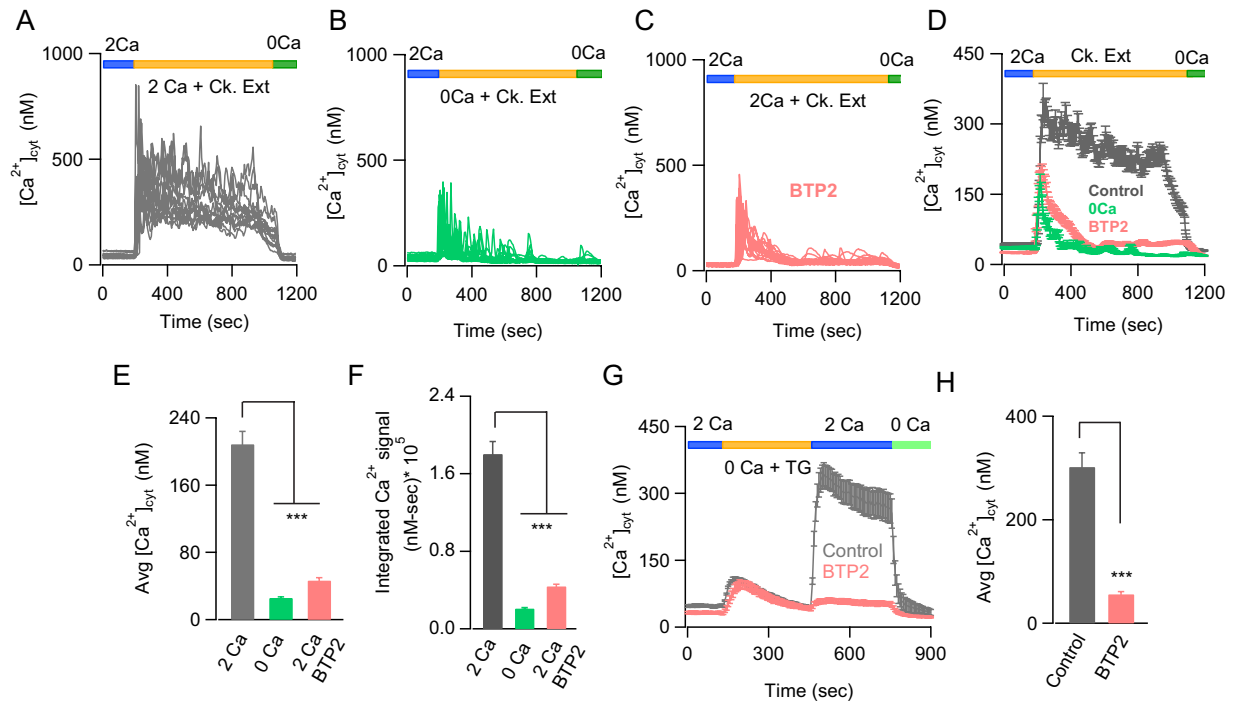 A
2Ca
0Ca
2 Ca + Ck. Ext
1000
500
0
[Ca2+]cyt (nM)
0
400
800
1200
Time (sec)
B
2Ca
0Ca
0Ca + Ck. Ext
1000
500
0
[Ca2+]cyt (nM)
0
400
800
1200
Time (sec)
C
2Ca
0Ca
2Ca + Ck. Ext
BTP2
1000
500
0
[Ca2+]cyt (nM)
0
400
800
1200
Time (sec)
D
2Ca
Ck. Ext
0Ca
450
300
150
0
[Ca2+]cyt (nM)
Control
0Ca
BTP2
0
400
800
1200
Time (sec)
E
240
160
80
0
Avg [Ca2+]cyt (nM)
***
2 Ca
0 Ca
2 Ca
BTP2
F
2.4
1.6
0.8
0.0
Integrated Ca2+ signal
(nM-sec)* 10^5
***
2 Ca
0 Ca
2 Ca
BTP2
G
2 Ca
2 Ca
0 Ca
0 Ca + TG
450
300
150
0
[Ca2+]cyt (nM)
Control
BTP2
0
300
600
900
Time (sec)
H
400
200
0
Avg [Ca2+]cyt (nM)
***
Control
BTP2